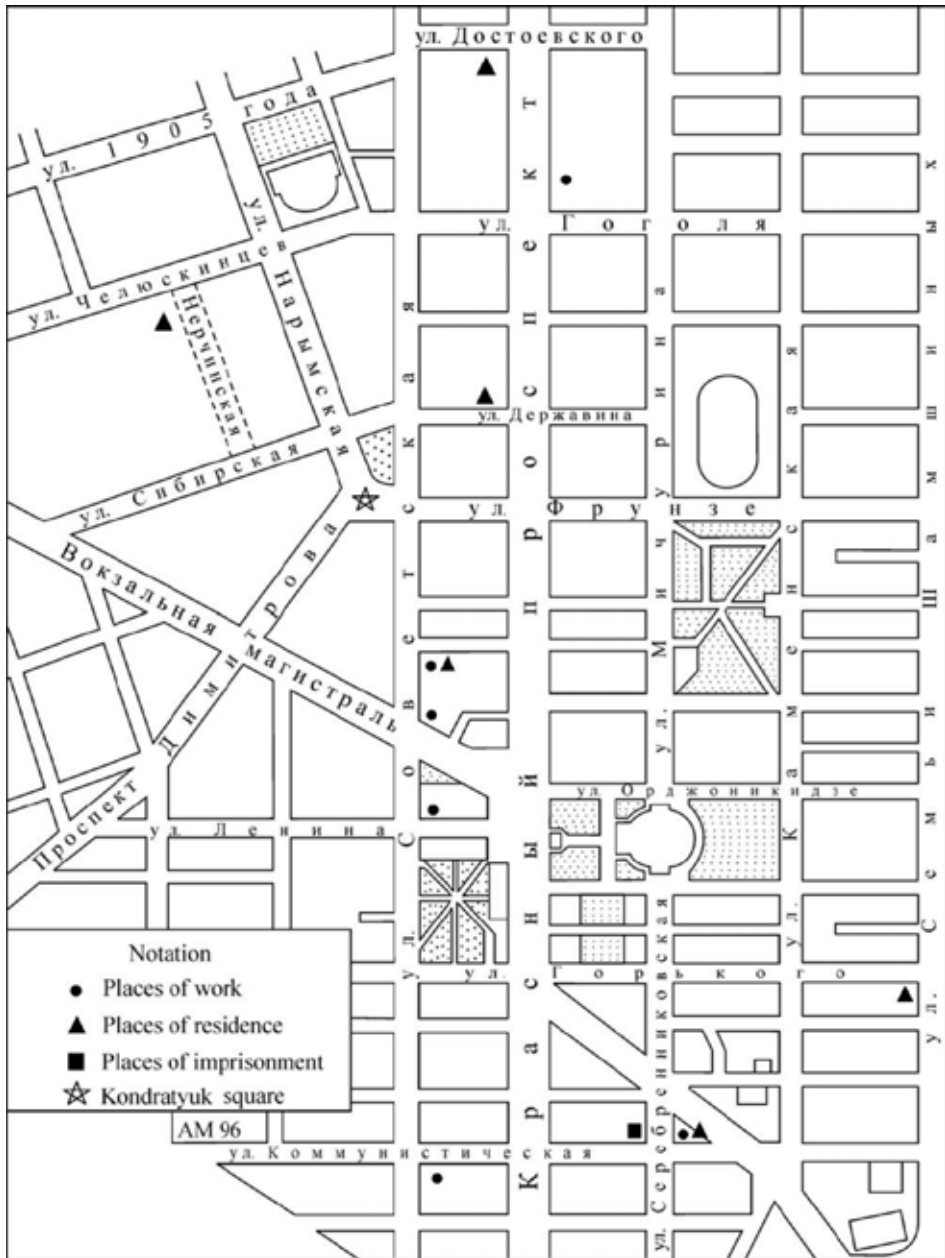 ул. Достоевского
ул. 1905 года
ул. Гоголя
ул. Челюскинцев
ул. Нарымская
Нерчинская
ул. Державина
ул. Сибирская
ул. Фрунзе
Вокзальная магистраль
Проспект Димитрова
ул. Орджоникидзе
ул. Ленина
ул. Советская
Красный проспект
ул. Мичурина
ул. Каменская
ул. Семьи Шамшиных
ул. Горького
ул. Серебренниковская
ул. Коммунистическая
Notation
Places of work
Places of residence
Places of imprisonment
Kondratyuk square
AM 96